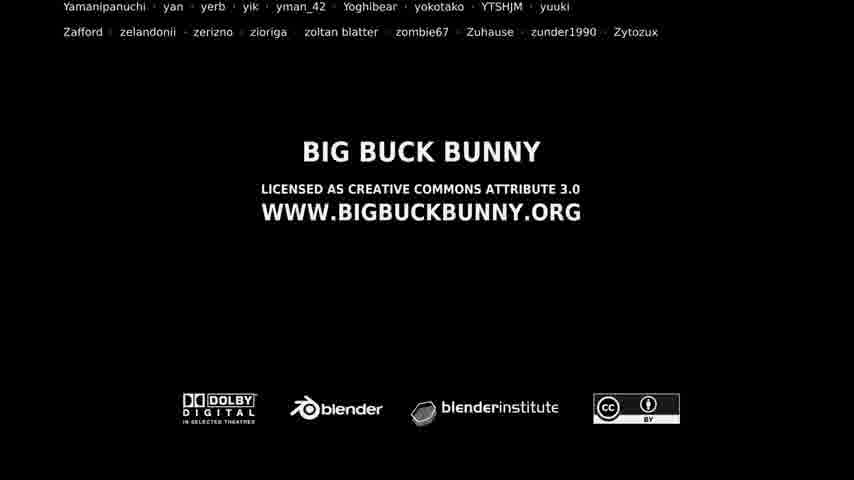 Yamanipanuchi · yan · yerb · yik · yman_42 · Yoghibear · yokotako · YTSHJM · yuuki
Zafford · zelandonii · zerizno · zioriga · zoltan blatter · zombie67 · Zuhause · zunder1990 · Zytozux
BIG BUCK BUNNY
LICENSED AS CREATIVE COMMONS ATTRIBUTE 3.0
WWW.BIGBUCKBUNNY.ORG
DOLBY
DIGITAL
IN SELECTED THEATRES
blender
blenderinstitute
cc
BY